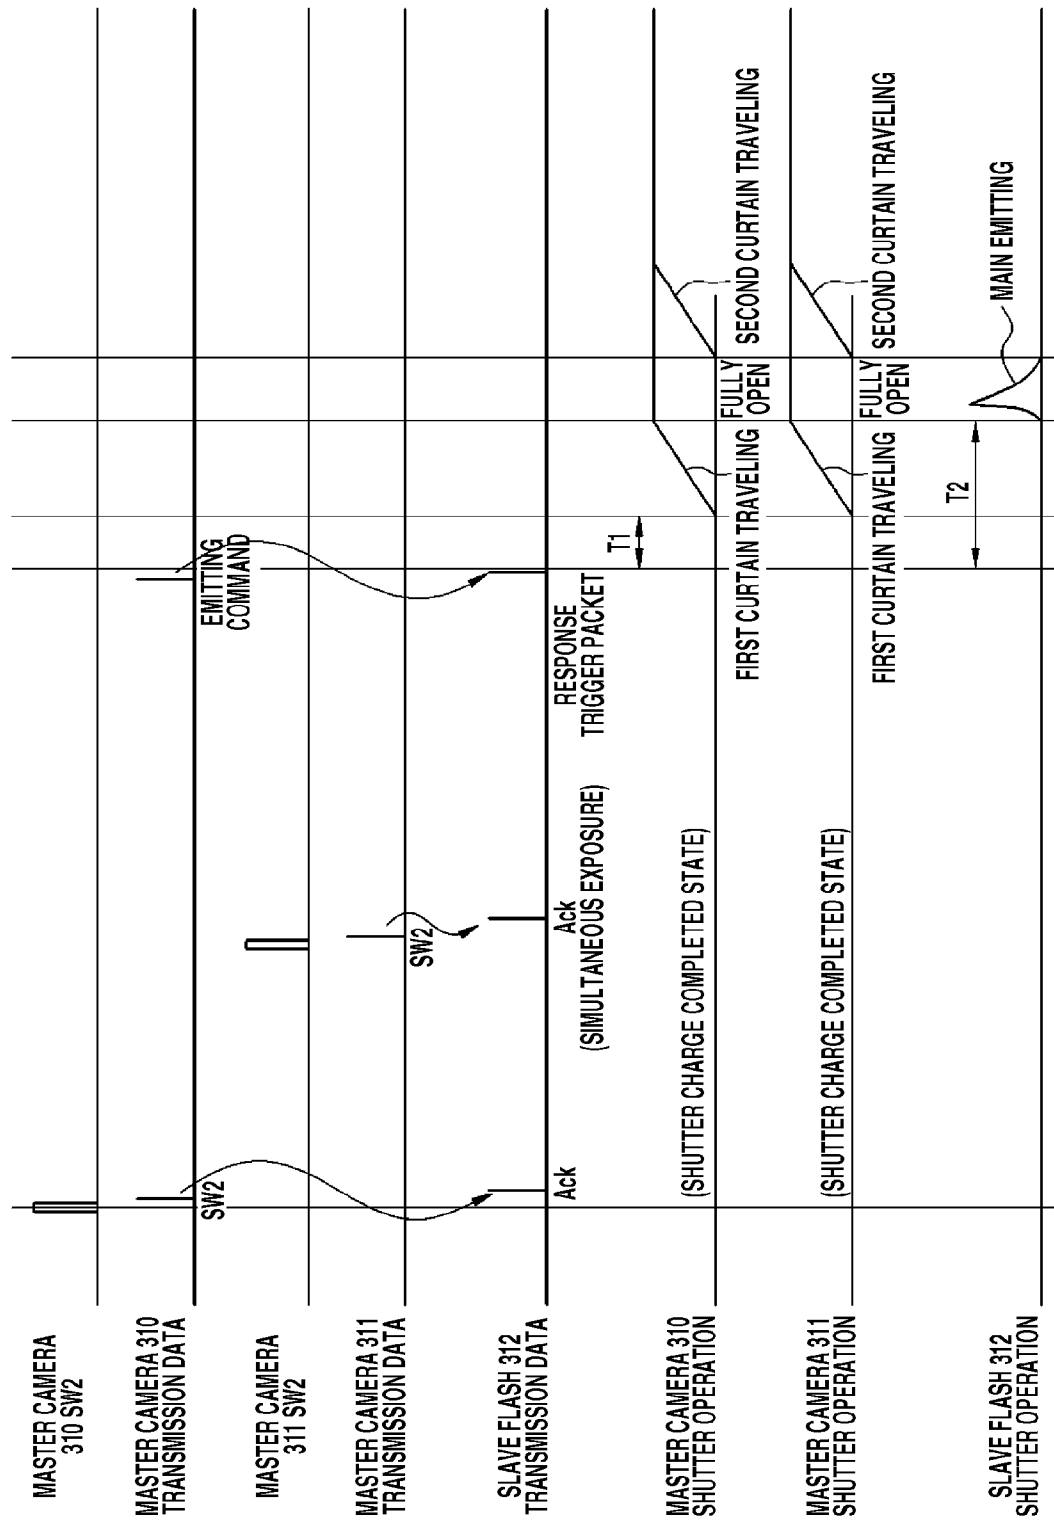 MASTER CAMERA
310 SW2
MASTER CAMERA 310
TRANSMISSION DATA
SW2
EMITTING
COMMAND
MASTER CAMERA
311 SW2
MASTER CAMERA 311
TRANSMISSION DATA
SW2
SLAVE FLASH 312
TRANSMISSION DATA
Ack
Ack
(SIMULTANEOUS EXPOSURE)
RESPONSE
TRIGGER PACKET
T1
MASTER CAMERA 310
SHUTTER OPERATION
(SHUTTER CHARGE COMPLETED STATE)
FIRST CURTAIN TRAVELING
FULLY
OPEN
SECOND CURTAIN TRAVELING
MASTER CAMERA 311
SHUTTER OPERATION
(SHUTTER CHARGE COMPLETED STATE)
FIRST CURTAIN TRAVELING
FULLY
OPEN
SECOND CURTAIN TRAVELING
T2
MAIN EMITTING
SLAVE FLASH 312
SHUTTER OPERATION